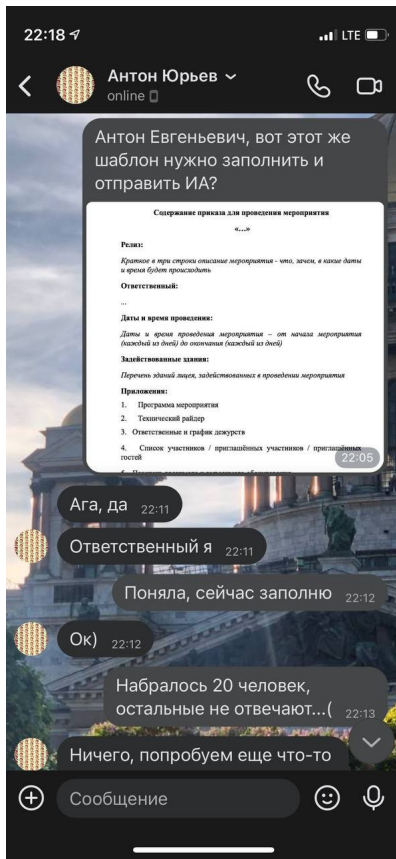 22:18
LTE
Антон Юрьев
online
Антон Евгеньевич, вот этот же
шаблон нужно заполнить и
отправить ИА?
Содержание приказа для проведения мероприятия
«...»
Релиз:
Краткое в три строки описание мероприятия - что, зачем, в какие даты
и время будет происходить
Ответственный:
...
Даты и время проведения:
Даты и время проведения мероприятия – от начала мероприятия
(каждый из дней) до окончания (каждый из дней)
Задействованные здания:
Перечень зданий лицея, задействованных в проведении мероприятия
Приложения:
1. Программа мероприятия
2. Технический райдер
3. Ответственные и график дежурств
4. Список участников / приглашённых участников / приглашённых
гостей
22:05
Ага, да 22:11
Ответственный я 22:11
Поняла, сейчас заполню 22:12
Ок) 22:12
Набралось 20 человек,
остальные не отвечают...( 22:13
Ничего, попробуем еще что-то
Сообщение